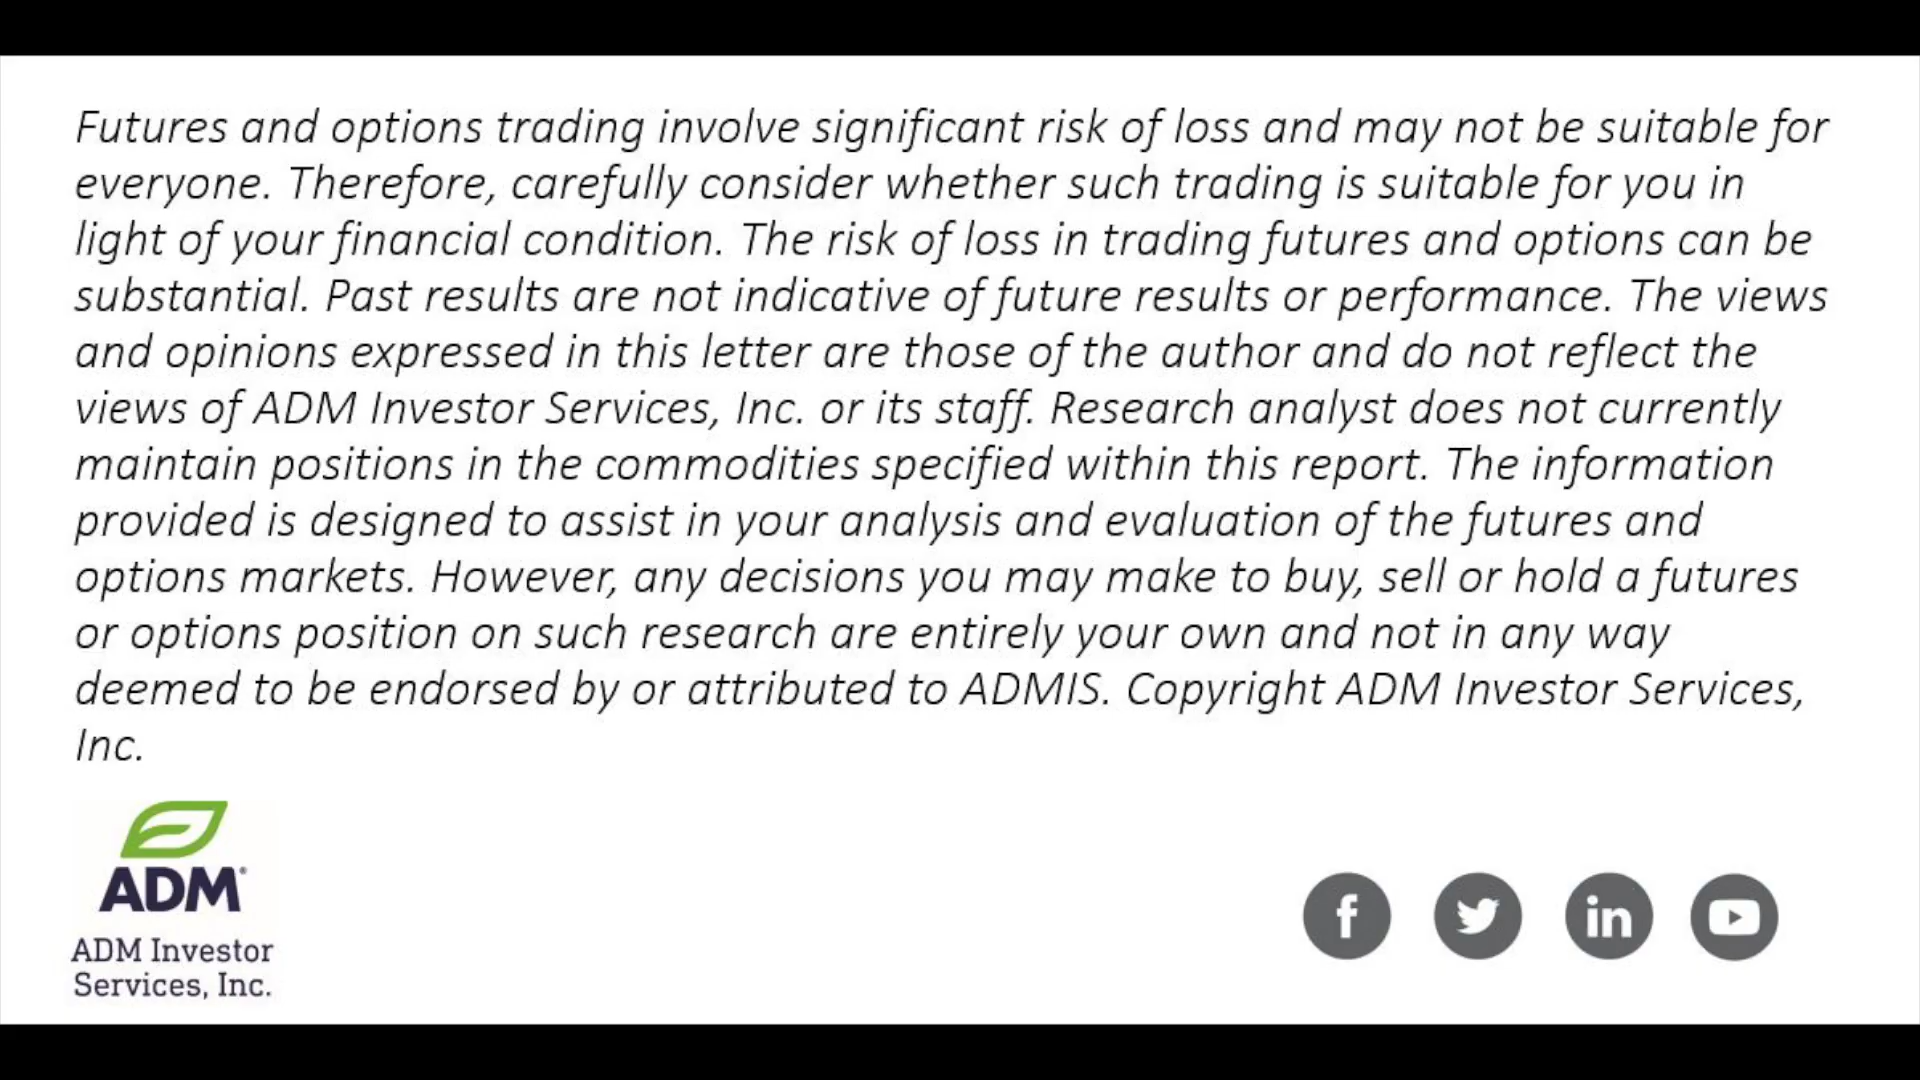 Futures and options trading involve significant risk of loss and may not be suitable for
everyone. Therefore, carefully consider whether such trading is suitable for you in
light of your financial condition. The risk of loss in trading futures and options can be
substantial. Past results are not indicative of future results or performance. The views
and opinions expressed in this letter are those of the author and do not reflect the
views of ADM Investor Services, Inc. or its staff. Research analyst does not currently
maintain positions in the commodities specified within this report. The information
provided is designed to assist in your analysis and evaluation of the futures and
options markets. However, any decisions you may make to buy, sell or hold a futures
or options position on such research are entirely your own and not in any way
deemed to be endorsed by or attributed to ADMIS. Copyright ADM Investor Services,
Inc.
ADM®
ADM Investor
Services, Inc.
f
in